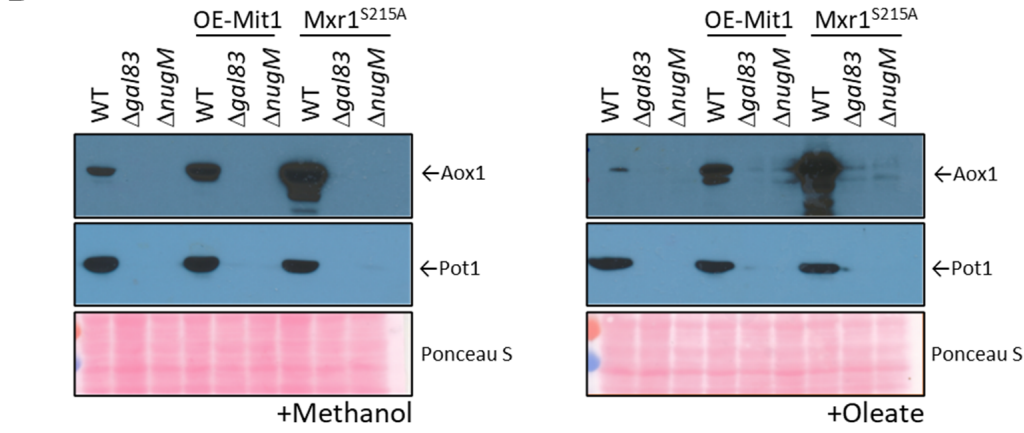 OE-Mit1 Mxr1S215A
WT Δgal83 ΔnugM WT Δgal83 ΔnugM WT Δgal83 ΔnugM
←Aox1
←Pot1
Ponceau S
+Methanol
OE-Mit1 Mxr1S215A
WT Δgal83 ΔnugM WT Δgal83 ΔnugM WT Δgal83 ΔnugM
←Aox1
←Pot1
Ponceau S
+Oleate